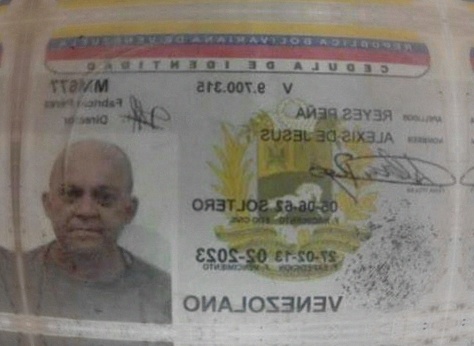 REPÚBLICA BOLIVARIANA DE VENEZUELA
CEDULA DE IDENTIDAD
V 9.700.315
MM677
Fabricio Pérez
Director
APELLIDOS
REYES PEÑA
NOMBRES
ALEXIS DE JESUS
05-06-62 SOLTERO
F. NACIMIENTO EDO CIVIL
27-02-13 02-2023
F. EXPEDICION F. VENCIMIENTO
VENEZOLANO